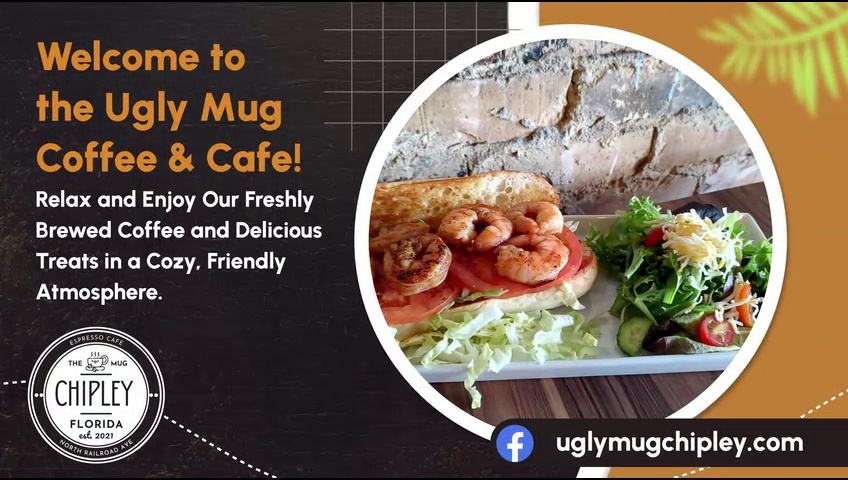 Welcome to
the Ugly Mug
Coffee & Cafe!
Relax and Enjoy Our Freshly
Brewed Coffee and Delicious
Treats in a Cozy, Friendly
Atmosphere.
ESPRESSO CAFE
THE MUG
CHIPLEY
FLORIDA
est. 2021
NORTH RAILROAD AVE
uglymugchipley.com